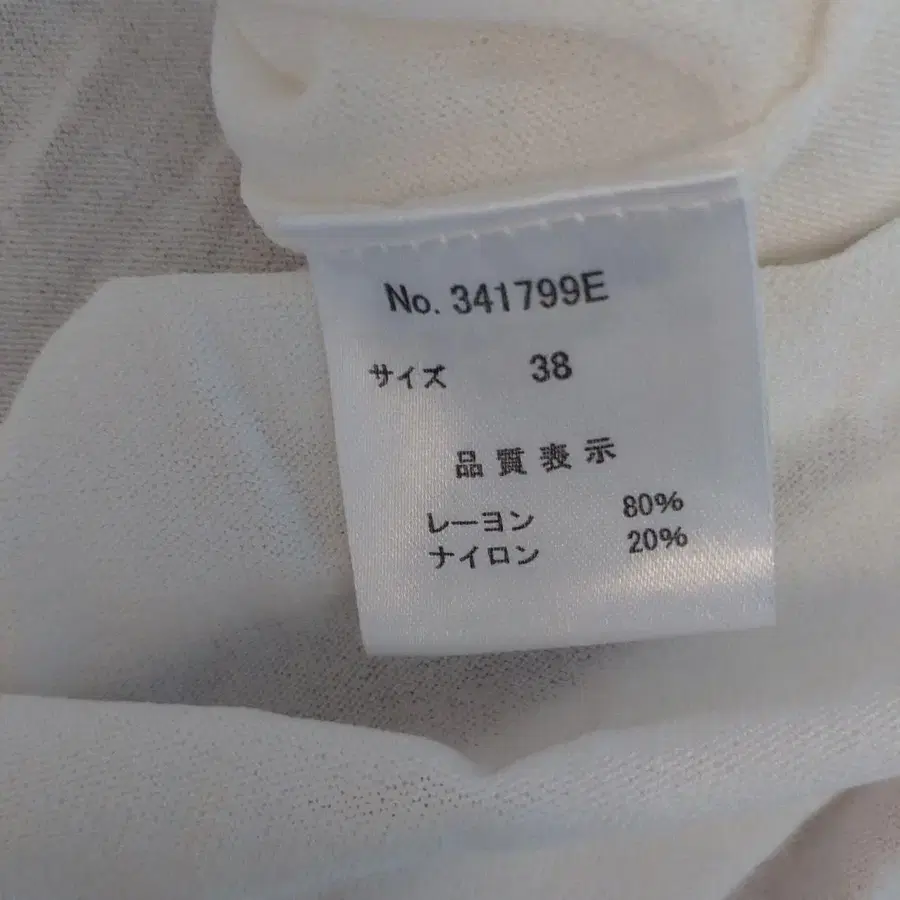 No. 341799E
サイズ 38
品質表示
レーヨン 80%
ナイロン 20%